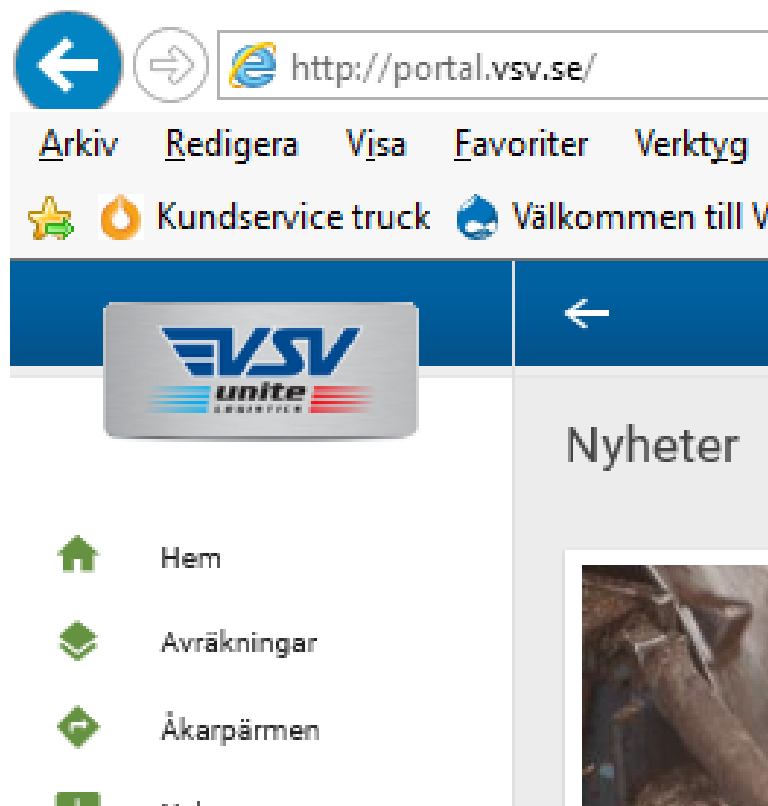 http://portal.vsv.se/
Arkiv Redigera Visa Favoriter Verktyg
Kundservice truck Välkommen till V
VSV
unite
LOGISTICS
Nyheter
Hem
Avräkningar
Åkarpärmen